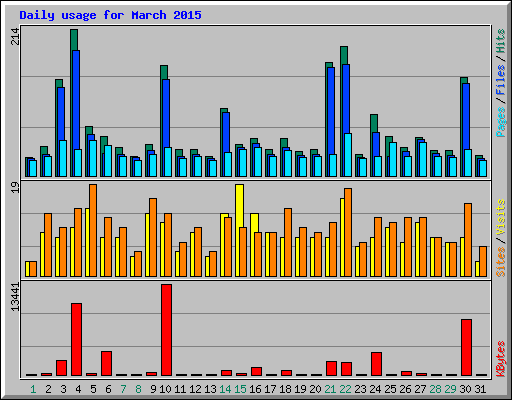 Daily usage for March 2015
214
Pages / Files / Hits
19
Sites / Visits
13441
KBytes
1 2 3 4 5 6 7 8 9 10 11 12 13 14 15 16 17 18 19 20 21 22 23 24 25 26 27 28 29 30 31